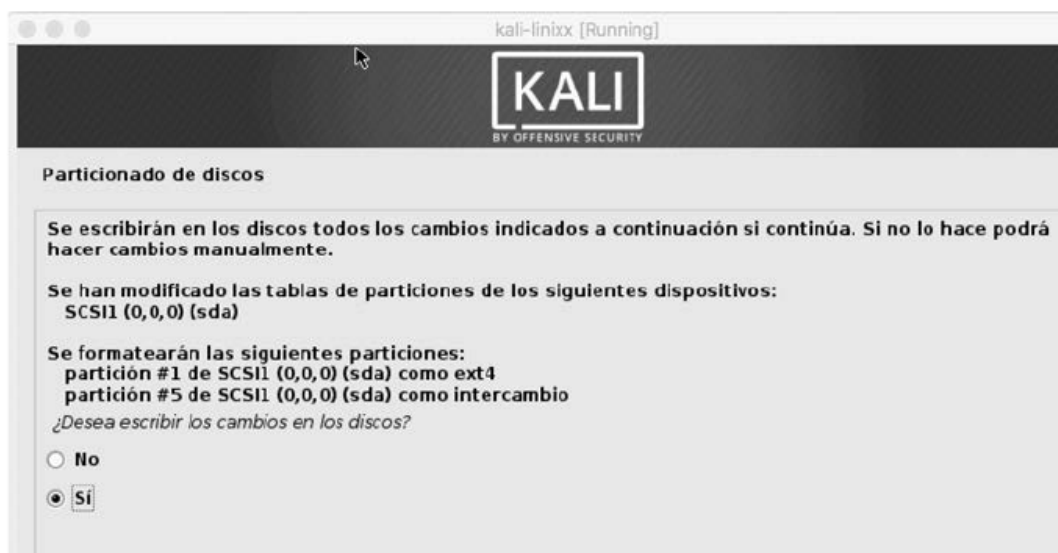 kali-linixx [Running]
KALI
BY OFFENSIVE SECURITY
Particionado de discos
Se escribirán en los discos todos los cambios indicados a continuación si continúa. Si no lo hace podrá
hacer cambios manualmente.
Se han modificado las tablas de particiones de los siguientes dispositivos:
SCSI1 (0,0,0) (sda)
Se formatearán las siguientes particiones:
partición #1 de SCSI1 (0,0,0) (sda) como ext4
partición #5 de SCSI1 (0,0,0) (sda) como intercambio
¿Desea escribir los cambios en los discos?
No
Sí